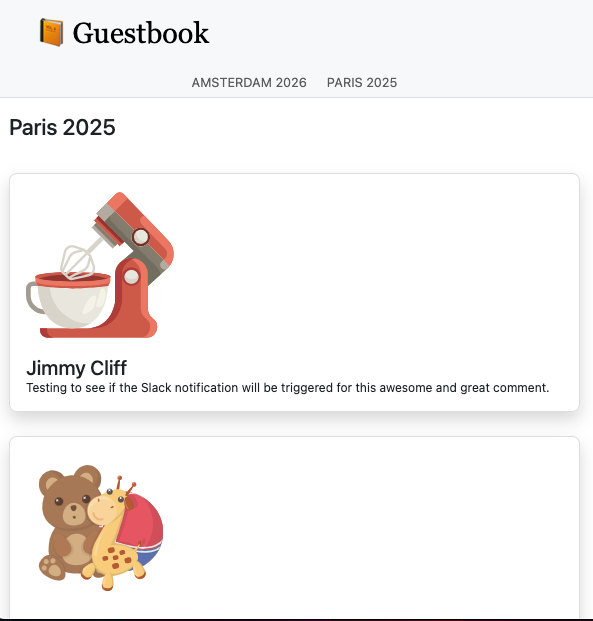 Guestbook
AMSTERDAM 2026 PARIS 2025
Paris 2025
Jimmy Cliff
Testing to see if the Slack notification will be triggered for this awesome and great comment.